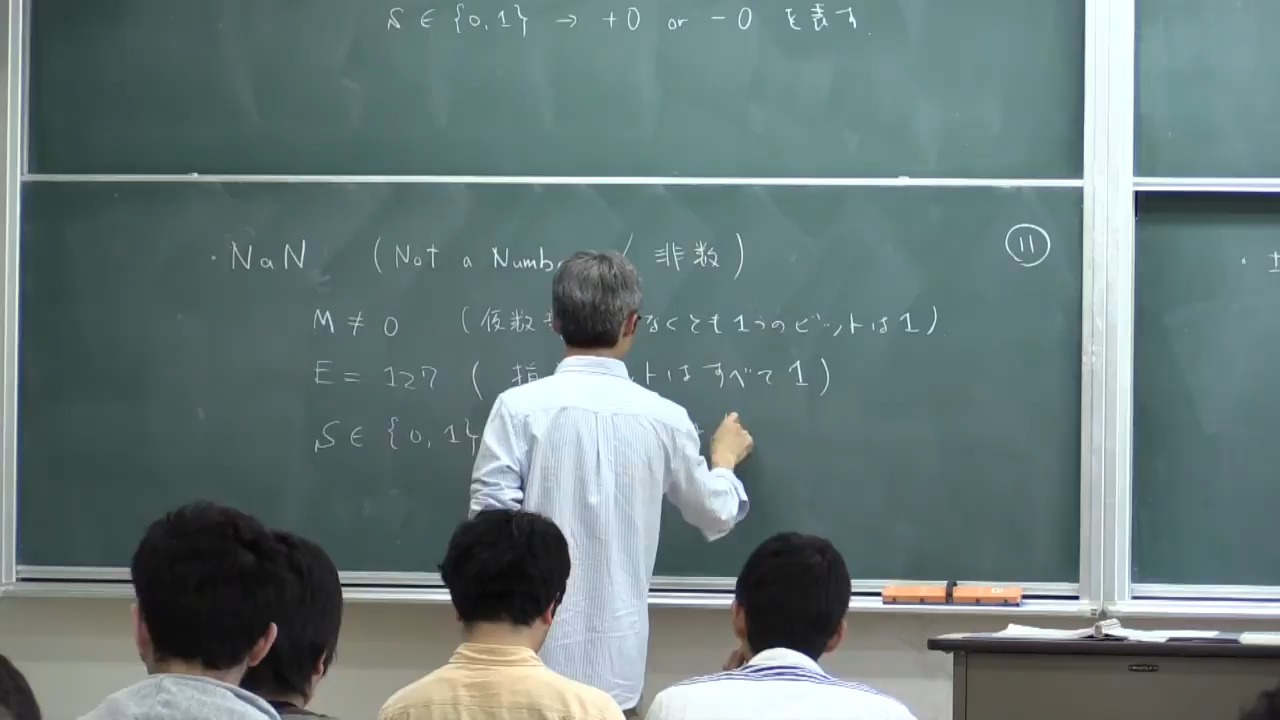 S ∈ {0,1} → +0 or -0 を表す.
・NaN (Not a Numbe / 非数)
⑪
M ≠ 0 (仮数 なくとも1つのビットは1)
E = 127 ( 指 ットはすべて1)
S ∈ {0,1}
・±